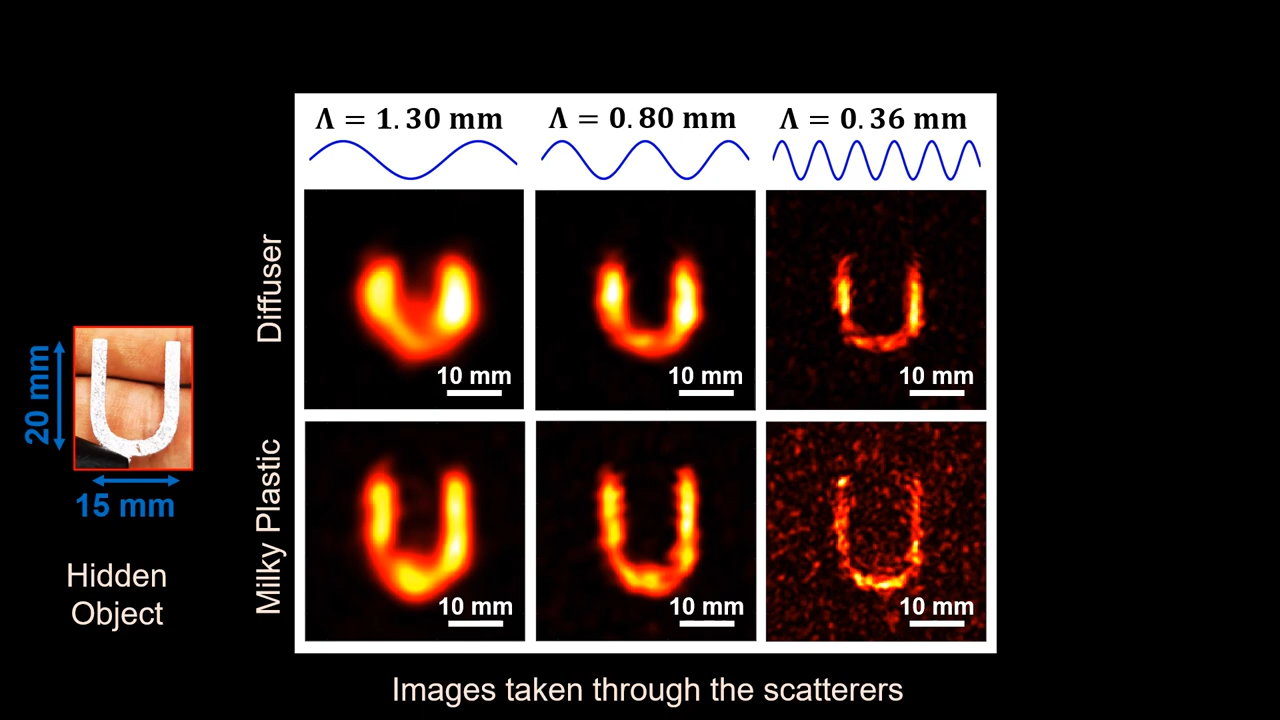 Λ = 1.30 mm
Λ = 0.80 mm
Λ = 0.36 mm
Diffuser
10 mm
10 mm
10 mm
20 mm
15 mm
Hidden
Object
Milky Plastic
10 mm
10 mm
10 mm
Images taken through the scatterers